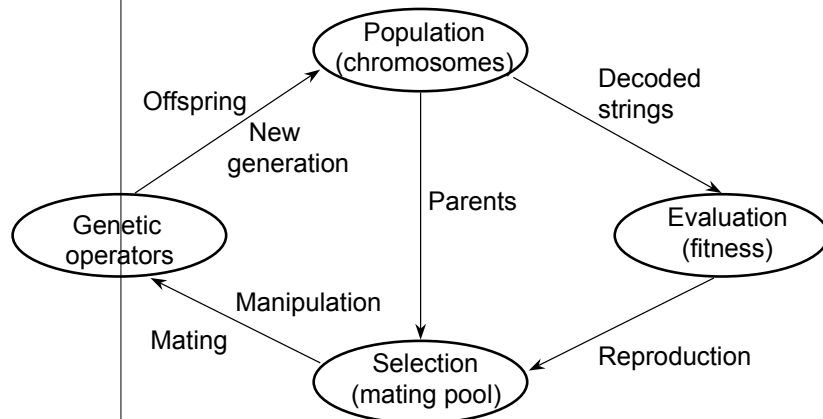 Population
(chromosomes)
Offspring
Decoded
strings
New
generation
Parents
Genetic
operators
Evaluation
(fitness)
Manipulation
Mating
Selection
(mating pool)
Reproduction